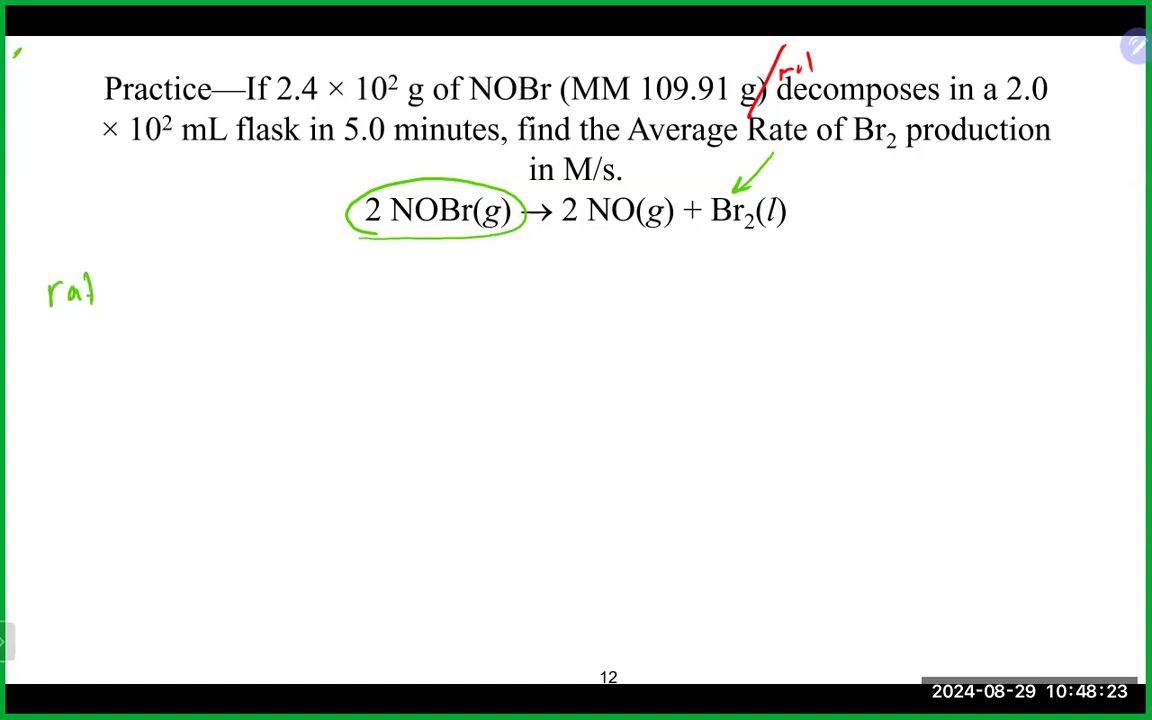 Practice—If 2.4 × 10² g of NOBr (MM 109.91 g) decomposes in a 2.0
× 10² mL flask in 5.0 minutes, find the Average Rate of Br₂ production
in M/s.
2 NOBr(g) → 2 NO(g) + Br₂(l)
rat
12
2024-08-29 10:48:23